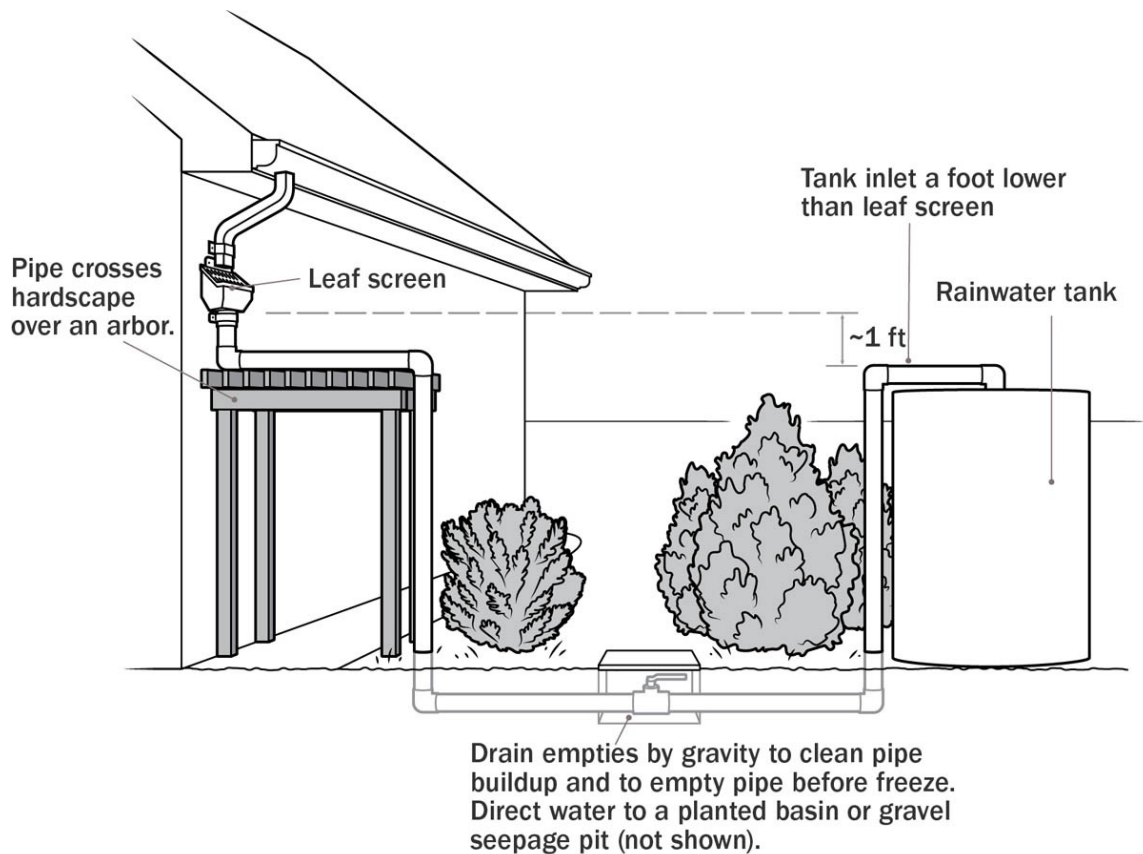 Tank inlet a foot lower
than leaf screen
Pipe crosses
hardscape
over an arbor.
Leaf screen
Rainwater tank
~1 ft
Drain empties by gravity to clean pipe
buildup and to empty pipe before freeze.
Direct water to a planted basin or gravel
seepage pit (not shown).